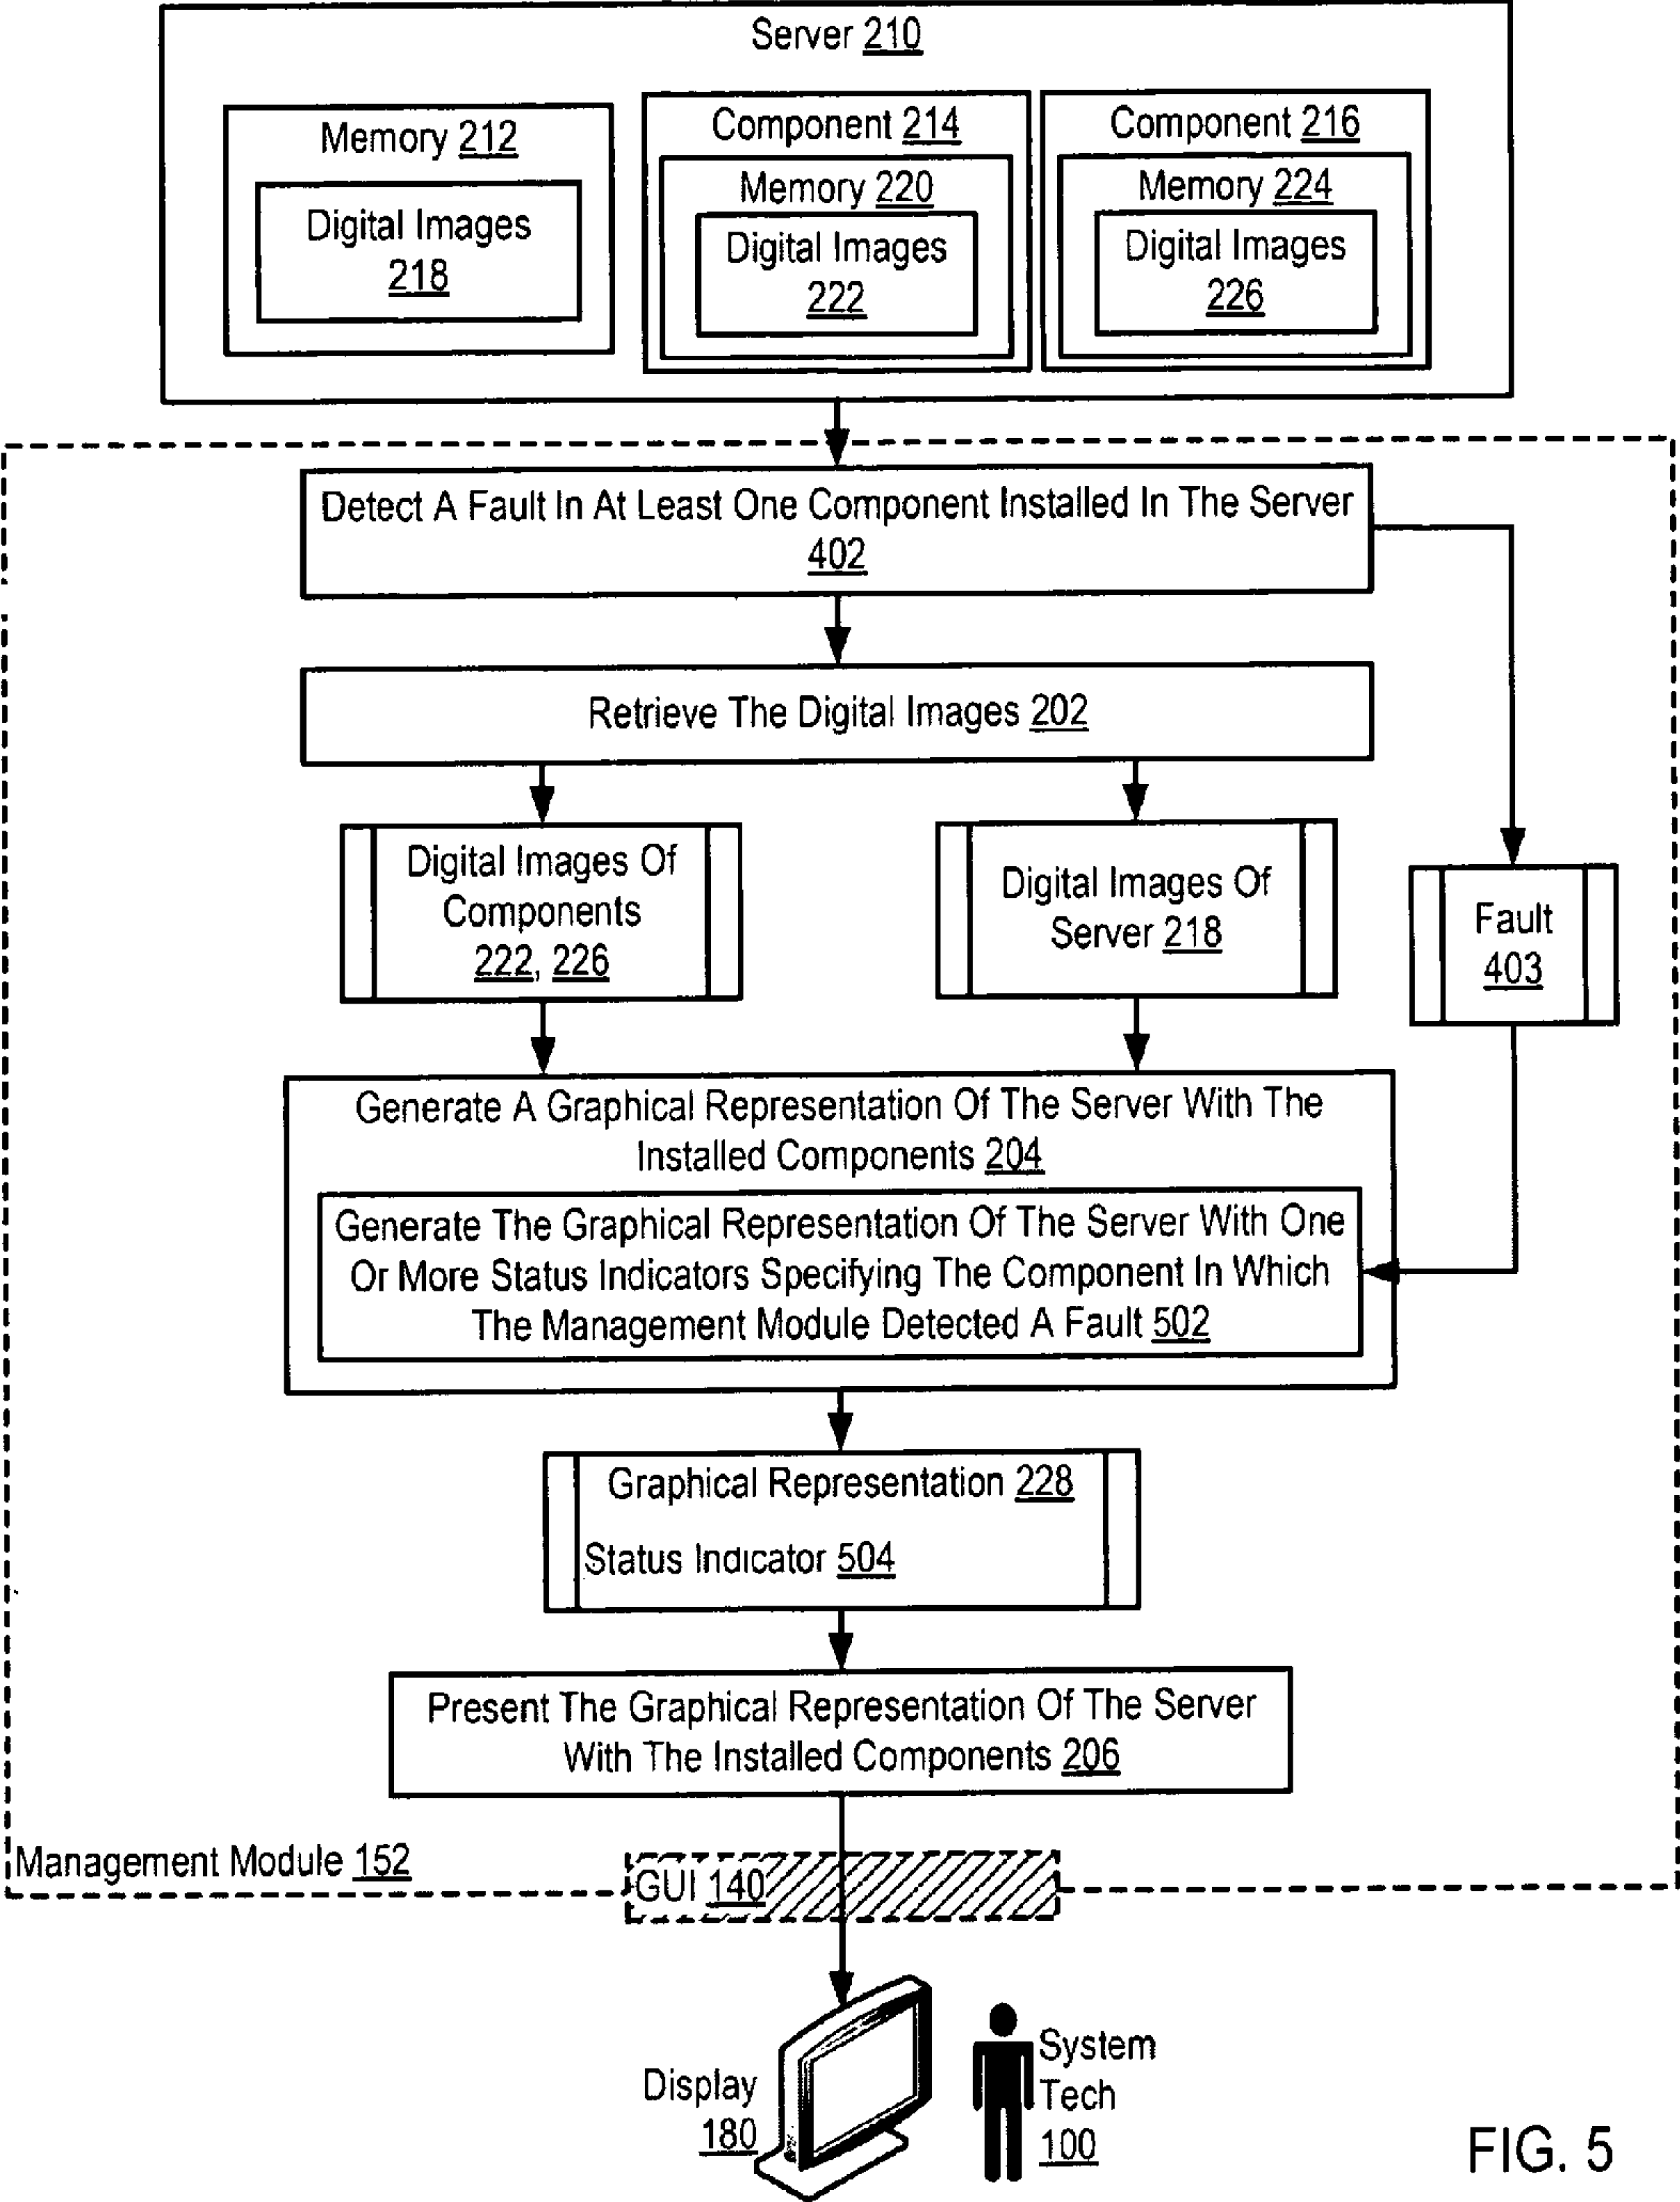 Server 210
Memory 212
Digital Images
218
Component 214
Memory 220
Digital Images
222
Component 216
Memory 224
Digital Images
226
Detect A Fault In At Least One Component Installed In The Server
402
Retrieve The Digital Images 202
Digital Images Of
Components
222, 226
Digital Images Of
Server 218
Fault
403
Generate A Graphical Representation Of The Server With The
Installed Components 204
Generate The Graphical Representation Of The Server With One
Or More Status Indicators Specifying The Component In Which
The Management Module Detected A Fault 502
Graphical Representation 228
Status Indicator 504
Present The Graphical Representation Of The Server
With The Installed Components 206
Management Module 152
GUI 140
Display
180
System
Tech
100
FIG. 5